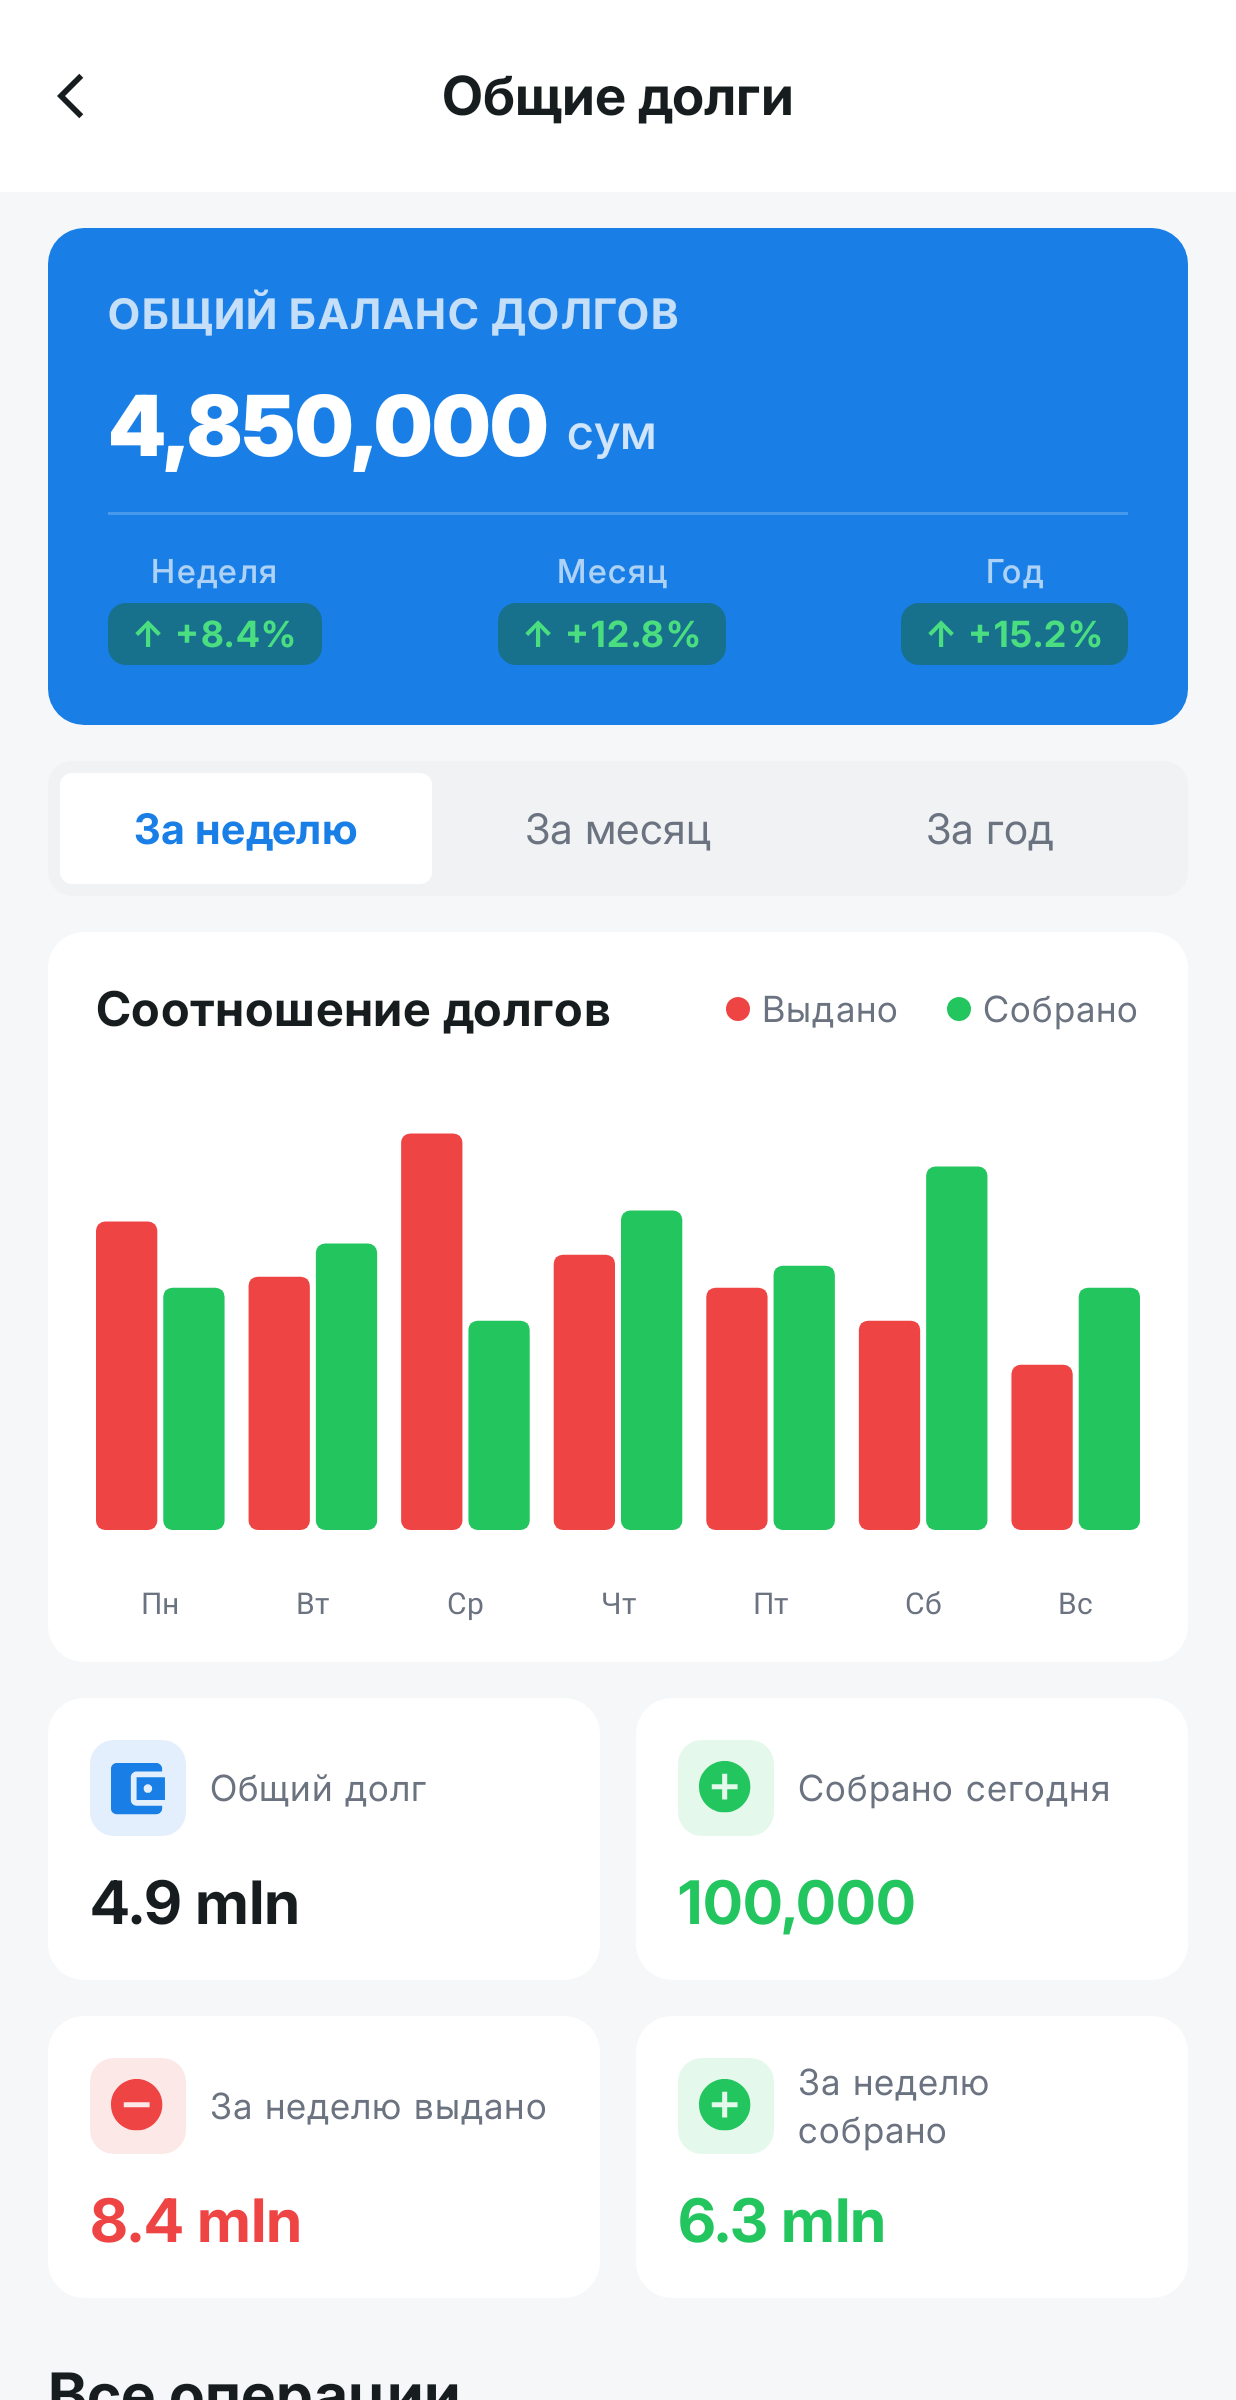 Общие долги
ОБЩИЙ БАЛАНС ДОЛГОВ
4,850,000 сум
Неделя Месяц Год
↑ +8.4% ↑ +12.8% ↑ +15.2%
За неделю За месяц За год
Соотношение долгов Выдано Собрано
Пн Вт Ср Чт Пт Сб Вс
Общий долг
4.9 mln
Собрано сегодня
100,000
За неделю выдано
8.4 mln
За неделю
собрано
6.3 mln
Все операции